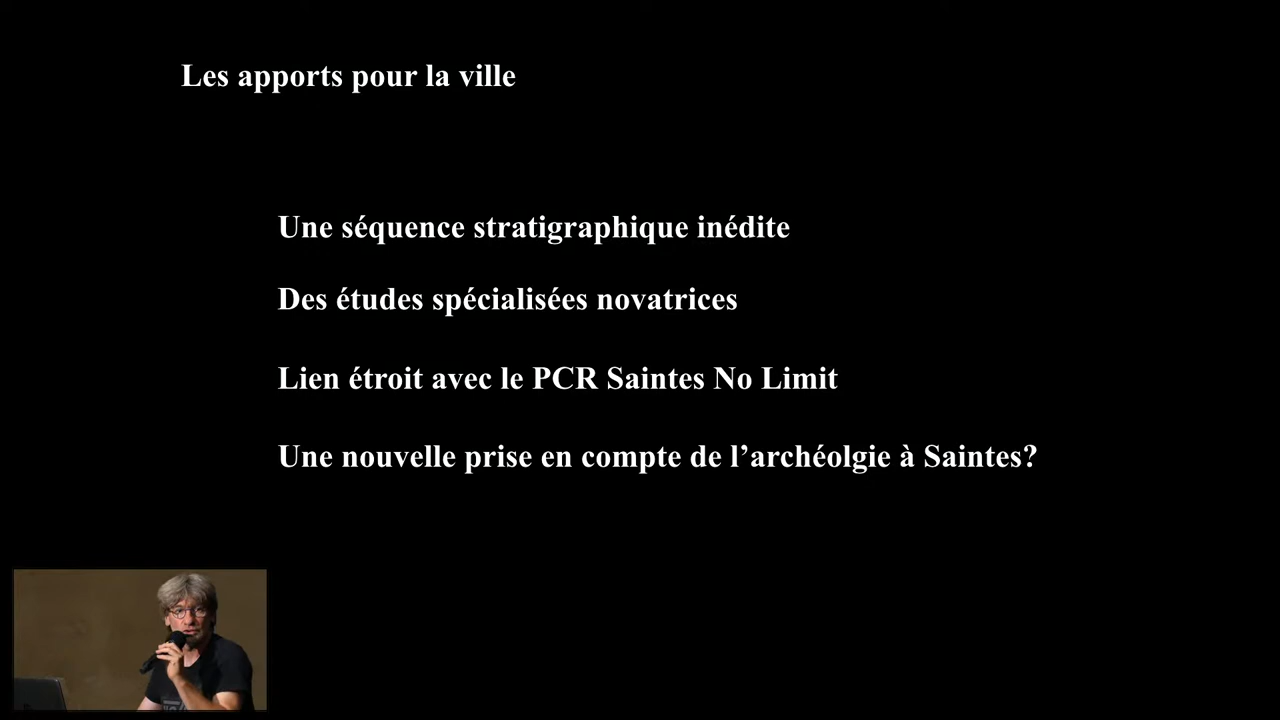 Les apports pour la ville
Une séquence stratigraphique inédite
Des études spécialisées novatrices
Lien étroit avec le PCR Saintes No Limit
Une nouvelle prise en compte de l’archéolgie à Saintes?